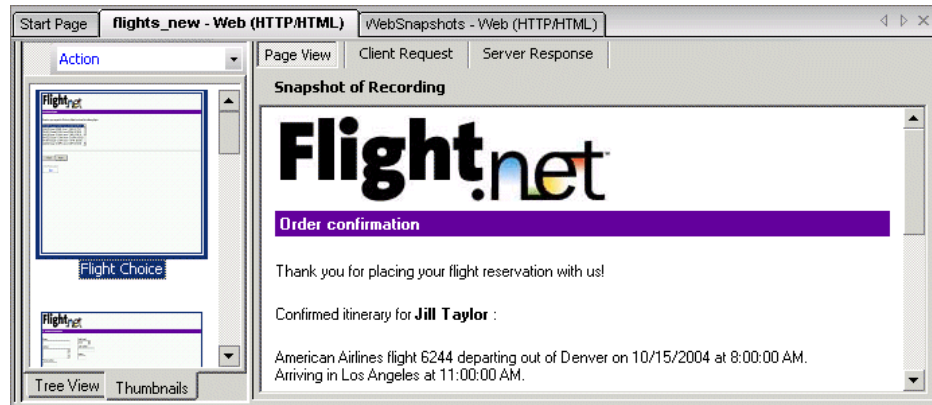 Start Page
flights_new - Web (HTTP/HTML)
WebSnapshots - Web (HTTP/HTML)
Action
Page View
Client Request
Server Response
Snapshot of Recording
Flight.net
Flight.net
Order confirmation
Thank you for placing your flight reservation with us!
Flight Choice
Confirmed itinerary for Jill Taylor :
Flight.net
American Airlines flight 6244 departing out of Denver on 10/15/2004 at 8:00:00 AM.
Arriving in Los Angeles at 11:00:00 AM.
Tree View
Thumbnails